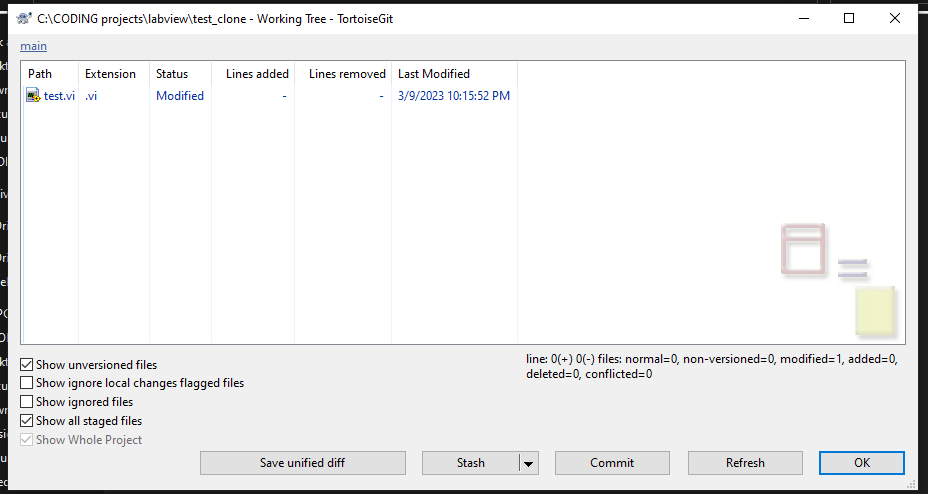 C:\CODING projects\labview\test_clone - Working Tree - TortoiseGit
main
Path Extension Status Lines added Lines removed Last Modified
test.vi .vi Modified - - 3/9/2023 10:15:52 PM
Show unversioned files
Show ignore local changes flagged files
Show ignored files
Show all staged files
Show Whole Project
line: 0(+) 0(-) files: normal=0, non-versioned=0, modified=1, added=0,
deleted=0, conflicted=0
Save unified diff Stash Commit Refresh OK